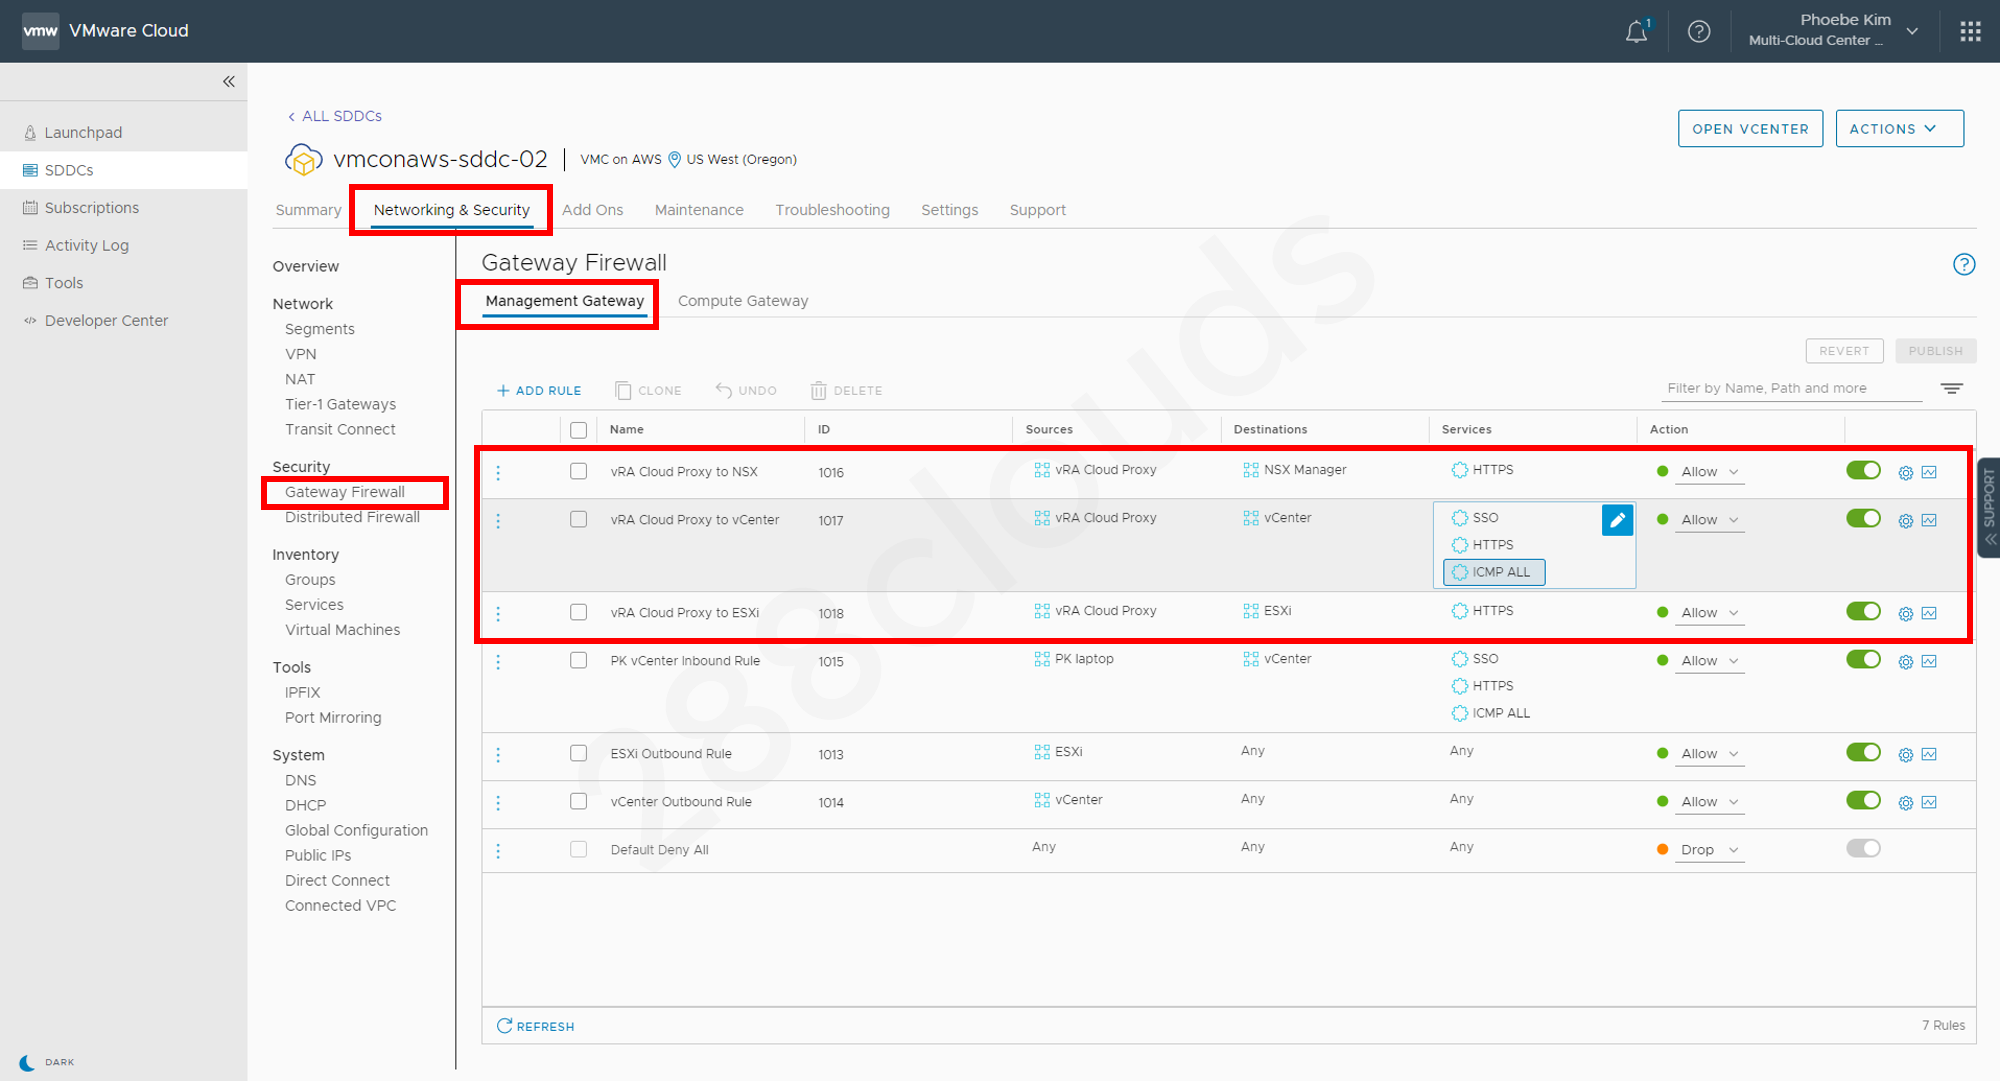 vmw VMware Cloud
1
Phoebe Kim
Multi-Cloud Center ...
Launchpad
SDDCs
Subscriptions
Activity Log
Tools
Developer Center
DARK
ALL SDDCs
vmconaws-sddc-02 VMC on AWS US West (Oregon)
OPEN VCENTER ACTIONS
Summary Networking & Security Add Ons Maintenance Troubleshooting Settings Support
Overview
Network
Segments
VPN
NAT
Tier-1 Gateways
Transit Connect
Security
Gateway Firewall
Distributed Firewall
Inventory
Groups
Services
Virtual Machines
Tools
IPFIX
Port Mirroring
System
DNS
DHCP
Global Configuration
Public IPs
Direct Connect
Connected VPC
Gateway Firewall
Management Gateway Compute Gateway
REVERT PUBLISH
ADD RULE CLONE UNDO DELETE Filter by Name, Path and more
Name ID Sources Destinations Services Action
vRA Cloud Proxy to NSX 1016 vRA Cloud Proxy NSX Manager HTTPS Allow
vRA Cloud Proxy to vCenter 1017 vRA Cloud Proxy vCenter SSO Allow
HTTPS
ICMP ALL
vRA Cloud Proxy to ESXi 1018 vRA Cloud Proxy ESXi HTTPS Allow
PK vCenter Inbound Rule 1015 PK laptop vCenter SSO Allow
HTTPS
ICMP ALL
ESXi Outbound Rule 1013 ESXi Any Any Allow
vCenter Outbound Rule 1014 vCenter Any Any Allow
Default Deny All Any Any Any Drop
REFRESH 7 Rules
SUPPORT
288clouds